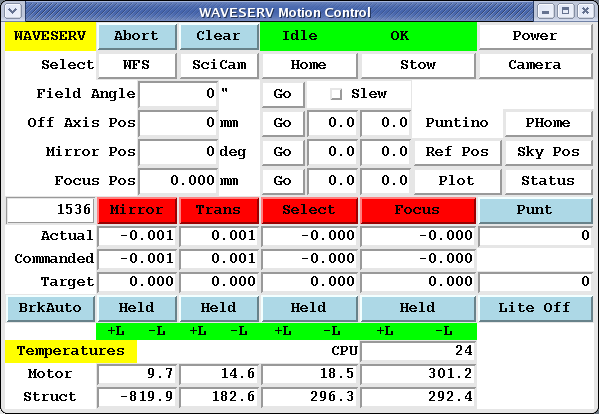 WAVESERV Motion Control
WAVESERV Abort Clear Idle OK Power
Select WFS SciCam Home Stow Camera
Field Angle 0 " Go Slew
Off Axis Pos 0 mm Go 0.0 0.0 Puntino PHome
Mirror Pos 0 deg Go 0.0 0.0 Ref Pos Sky Pos
Focus Pos 0.000 mm Go 0.0 0.0 Plot Status
1536 Mirror Trans Select Focus Punt
Actual -0.001 0.001 -0.000 -0.000 0
Commanded -0.001 0.001 -0.000 -0.000
Target 0.000 0.000 0.000 0.000 0
BrkAuto Held Held Held Held Lite Off
+L -L +L -L +L -L +L -L
Temperatures CPU 24
Motor 9.7 14.6 18.5 301.2
Struct -819.9 182.6 296.3 292.4